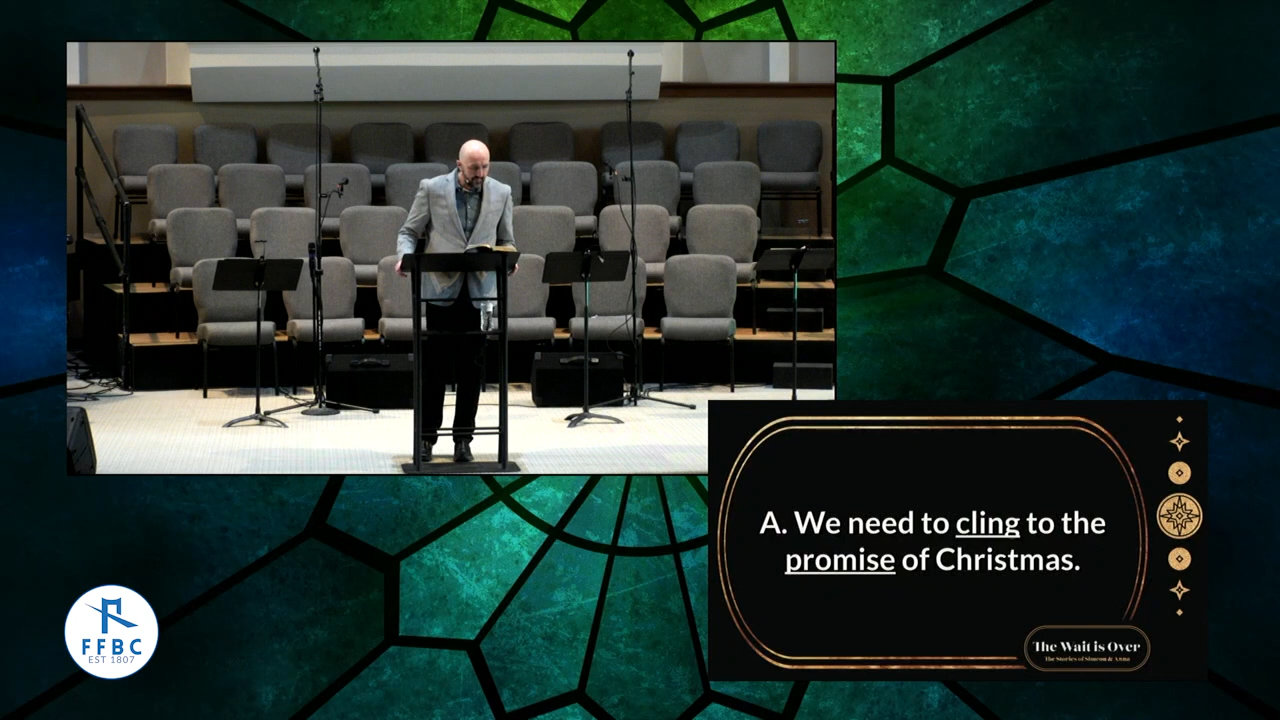 A. We need to cling to the
promise of Christmas.
The Wait is Over
The Stories of Simeon & Anna
FFBC
EST 1807